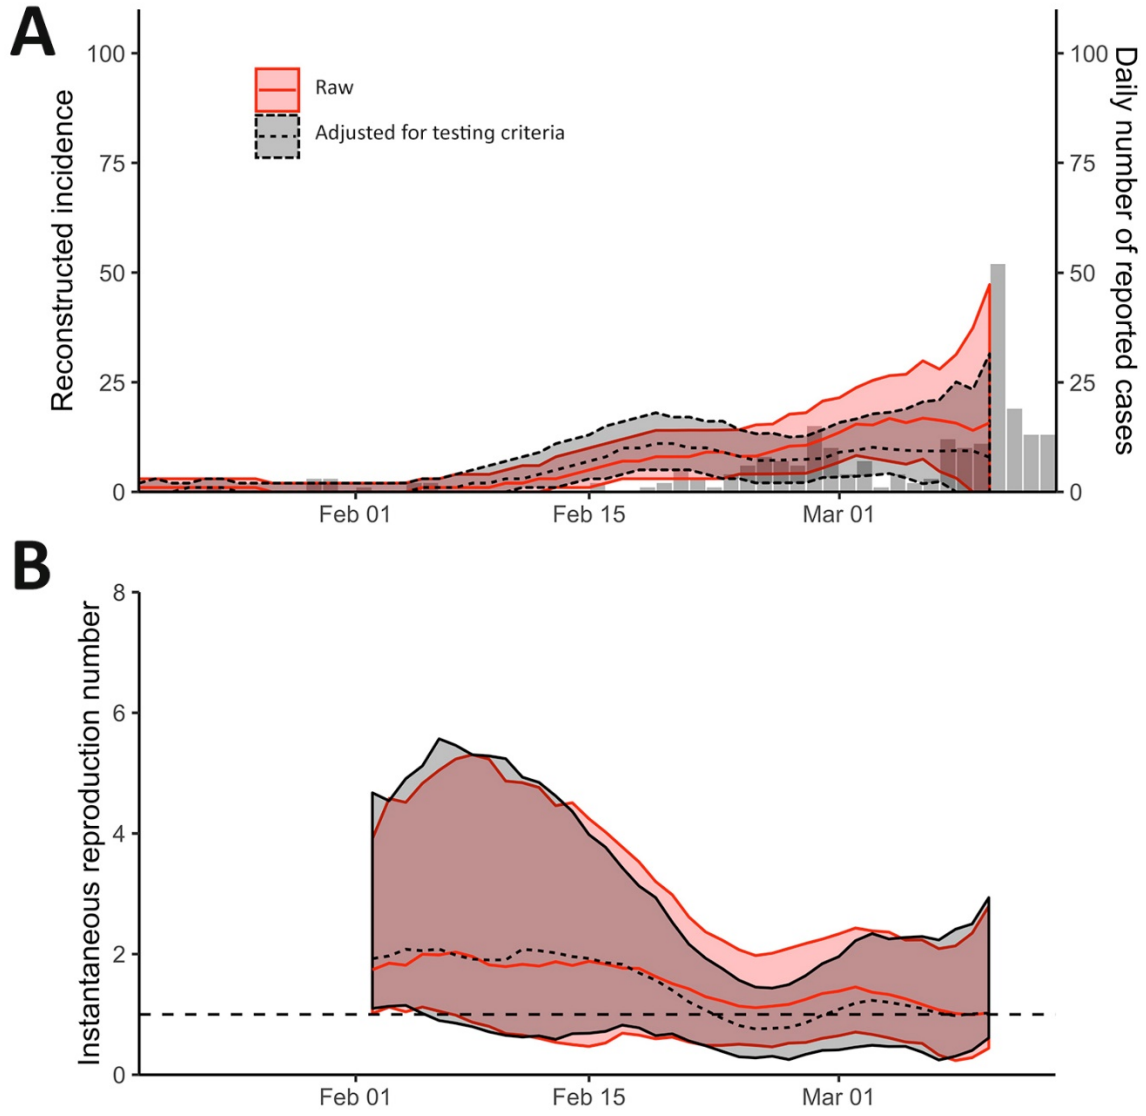 A
Reconstructed incidence
100
75
50
25
0
Raw
Adjusted for testing criteria
100
75
50
25
0
Daily number of reported cases
Feb 01
Feb 15
Mar 01
B
Instantaneous reproduction number
8
6
4
2
0
Feb 01
Feb 15
Mar 01